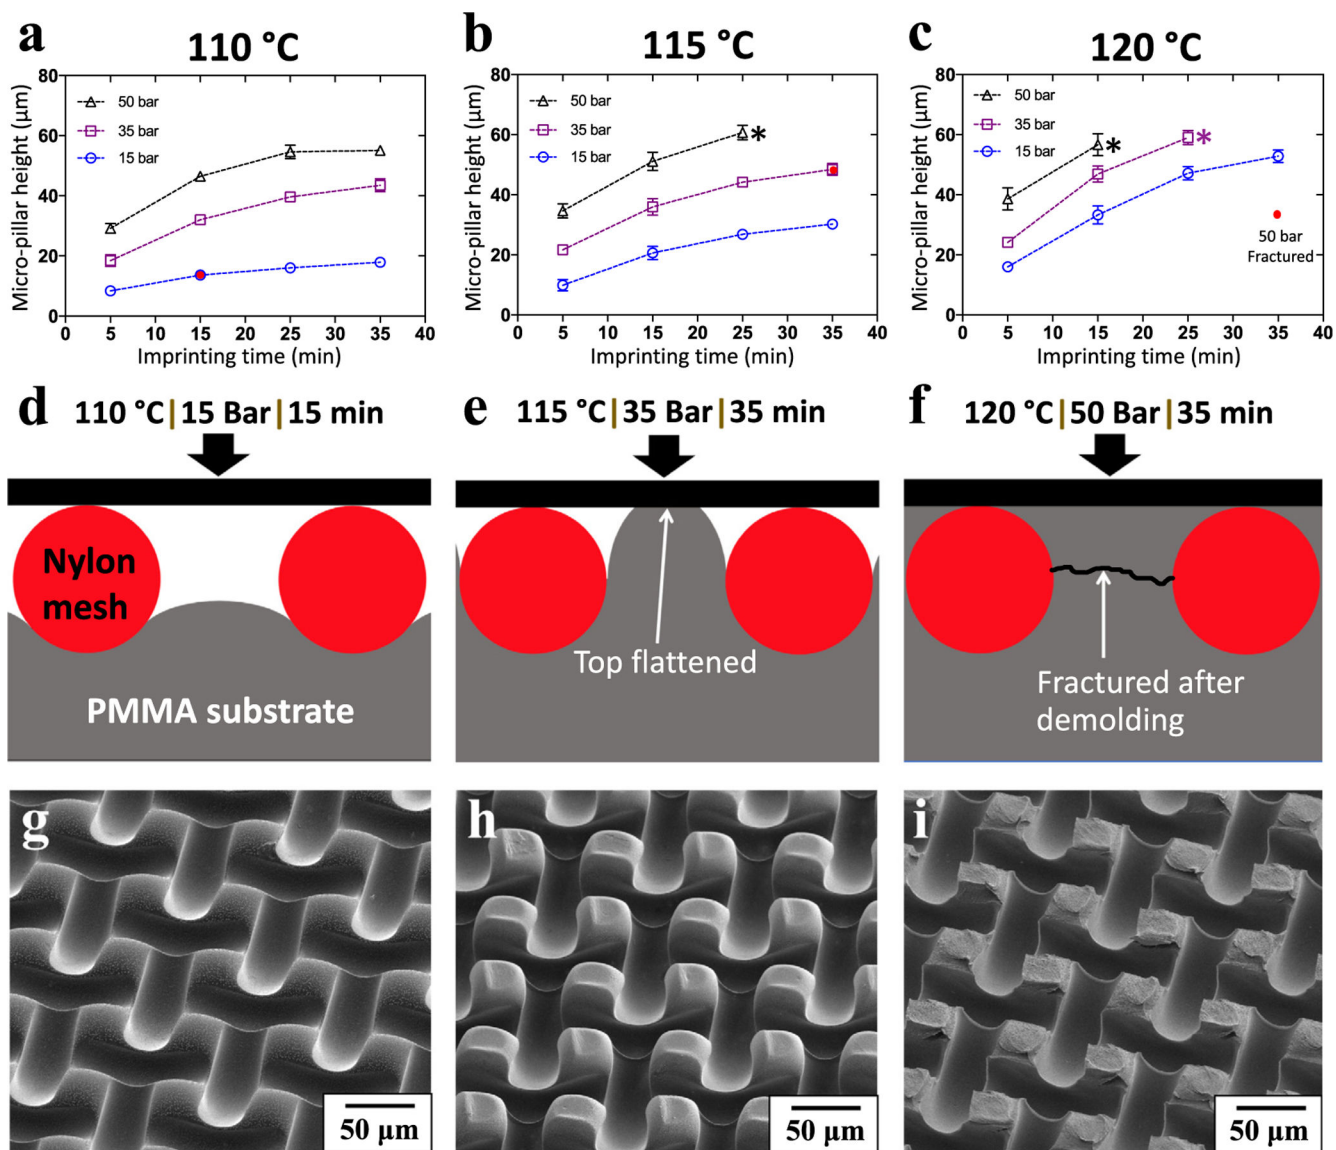 a
110 °C
80
60
40
20
0
Micro-pillar height (µm)
50 bar
35 bar
15 bar
0 5 10 15 20 25 30 35 40
Imprinting time (min)
b
115 °C
80
60
40
20
0
Micro-pillar height (µm)
50 bar
35 bar
15 bar
*
0 5 10 15 20 25 30 35 40
Imprinting time (min)
c
120 °C
80
60
40
20
0
Micro-pillar height (µm)
50 bar
35 bar
15 bar
* *
50 bar
Fractured
0 5 10 15 20 25 30 35 40
Imprinting time (min)
d
110 °C|15 Bar|15 min
Nylon
mesh
PMMA substrate
e
115 °C|35 Bar|35 min
Top flattened
f
120 °C|50 Bar|35 min
Fractured after
demolding
g
50 µm
h
50 µm
i
50 µm